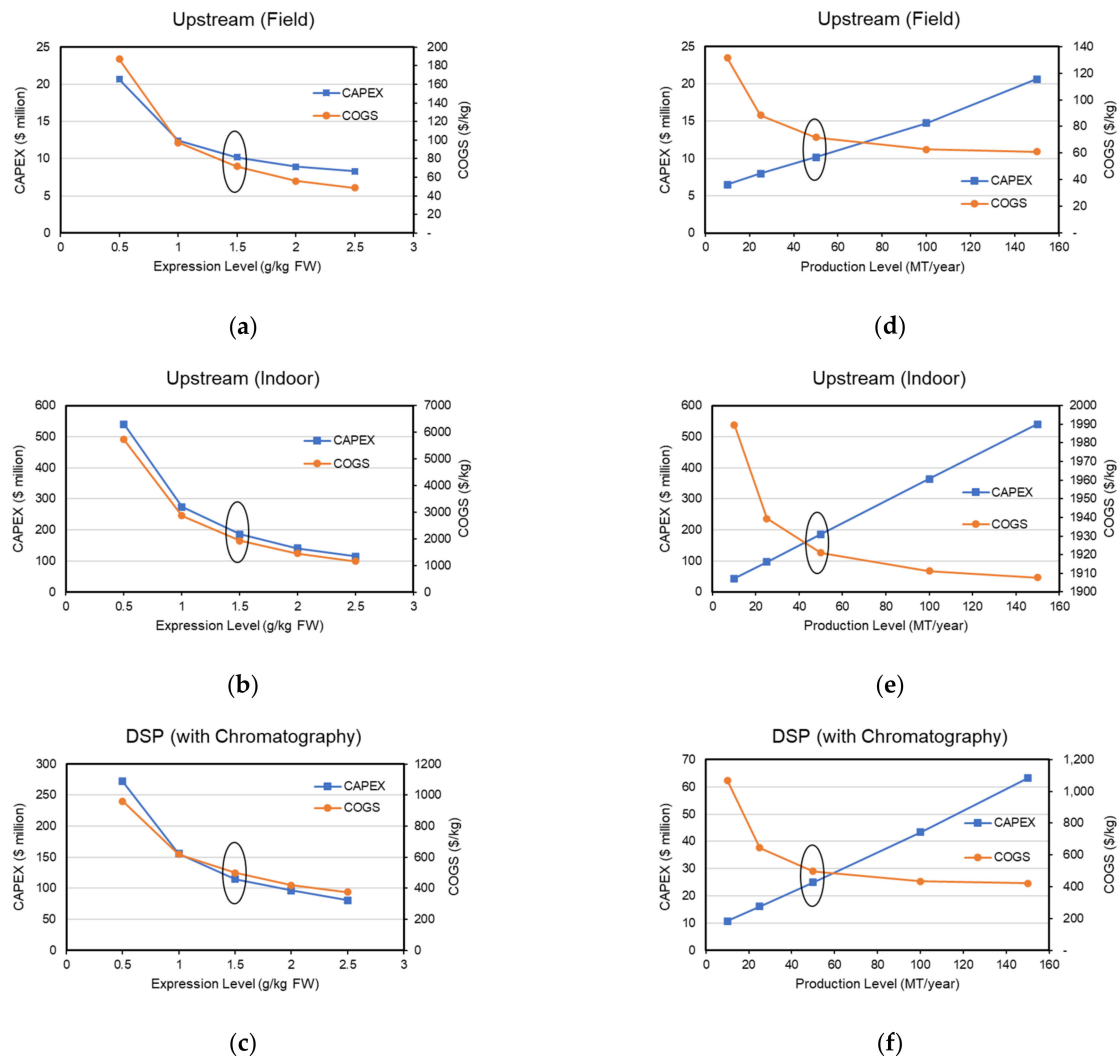 Upstream (Field)
25
20
15
10
5
0
CAPEX ($ million)
200
180
160
140
120
100
80
60
40
20
-
COGS ($/kg)
CAPEX
COGS
0 0.5 1 1.5 2 2.5 3
Expression Level (g/kg FW)
(a)
Upstream (Field)
25
20
15
10
5
0
CAPEX ($ million)
140
120
100
80
60
40
20
-
COGS ($/kg)
CAPEX
COGS
0 20 40 60 80 100 120 140 160
Production Level (MT/year)
(d)
Upstream (Indoor)
600
500
400
300
200
100
0
CAPEX ($ million)
7000
6000
5000
4000
3000
2000
1000
0
COGS ($/kg)
CAPEX
COGS
0 0.5 1 1.5 2 2.5 3
Expression Level (g/kg FW)
(b)
Upstream (Indoor)
600
500
400
300
200
100
0
CAPEX ($ million)
2000
1990
1980
1970
1960
1950
1940
1930
1920
1910
1900
COGS ($/kg)
CAPEX
COGS
0 20 40 60 80 100 120 140 160
Production Level (MT/year)
(e)
DSP (with Chromatography)
300
250
200
150
100
50
0
CAPEX ($ million)
1200
1000
800
600
400
200
0
COGS ($/kg)
CAPEX
COGS
0 0.5 1 1.5 2 2.5 3
Expression Level (g/kg FW)
(c)
DSP (with Chromatography)
70
60
50
40
30
20
10
0
CAPEX ($ million)
1,200
1,000
800
600
400
200
-
COGS ($/kg)
CAPEX
COGS
0 20 40 60 80 100 120 140 160
Production Level (MT/year)
(f)